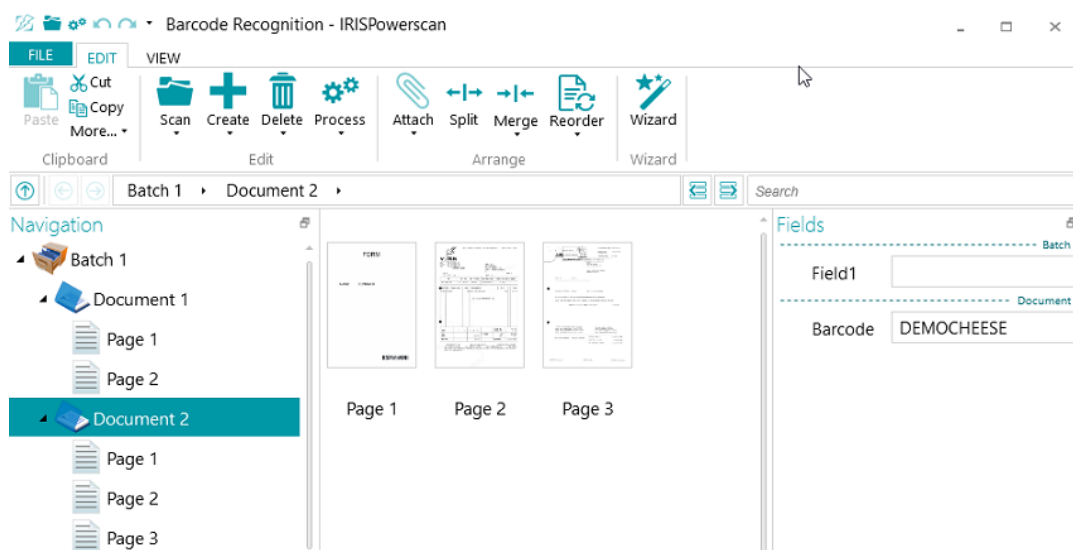 Barcode Recognition - IRISPowerscan
FILE EDIT VIEW
Cut
Copy
More...
Paste
Scan Create Delete Process Attach Split Merge Reorder Wizard
Clipboard Edit Arrange Wizard
Batch 1 Document 2 Search
Navigation
Batch 1
Document 1
Page 1
Page 2
Document 2
Page 1
Page 2
Page 3
FORM
Page 1 Page 2 Page 3
Fields
Batch
Field1
Document
Barcode DEMOCHEESE